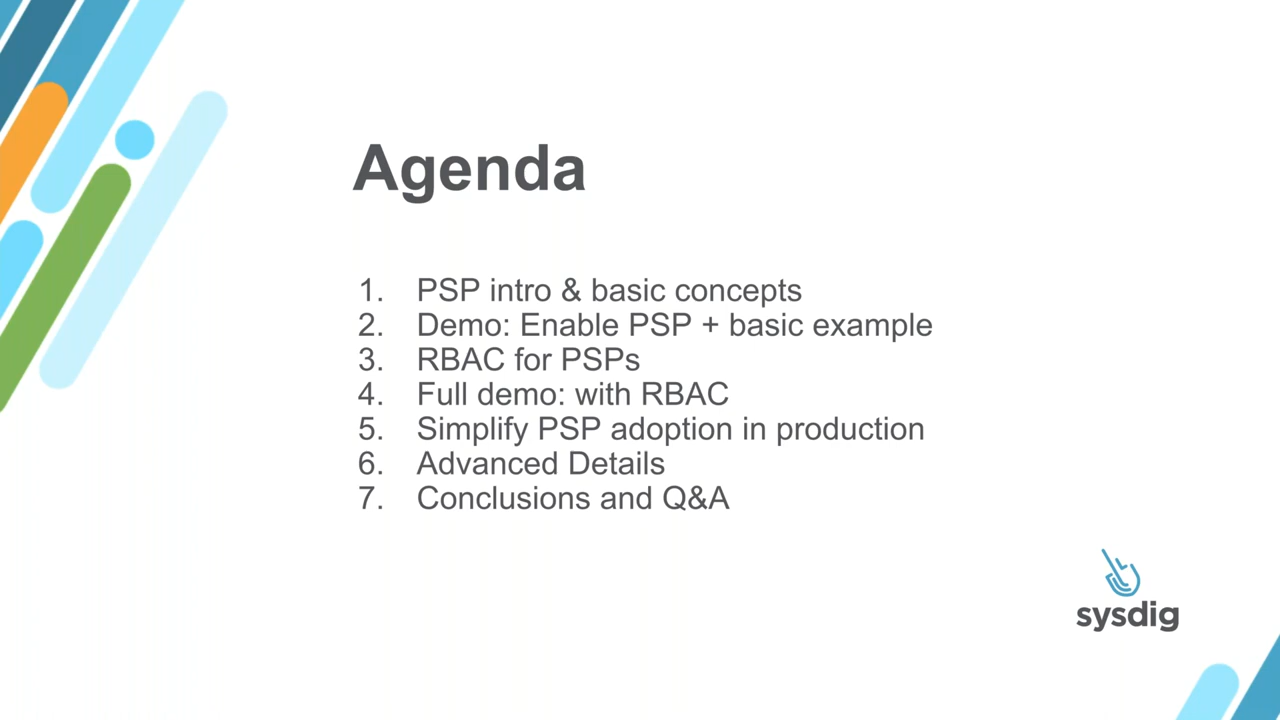 Agenda
1. PSP intro & basic concepts
2. Demo: Enable PSP + basic example
3. RBAC for PSPs
4. Full demo: with RBAC
5. Simplify PSP adoption in production
6. Advanced Details
7. Conclusions and Q&A
sysdig